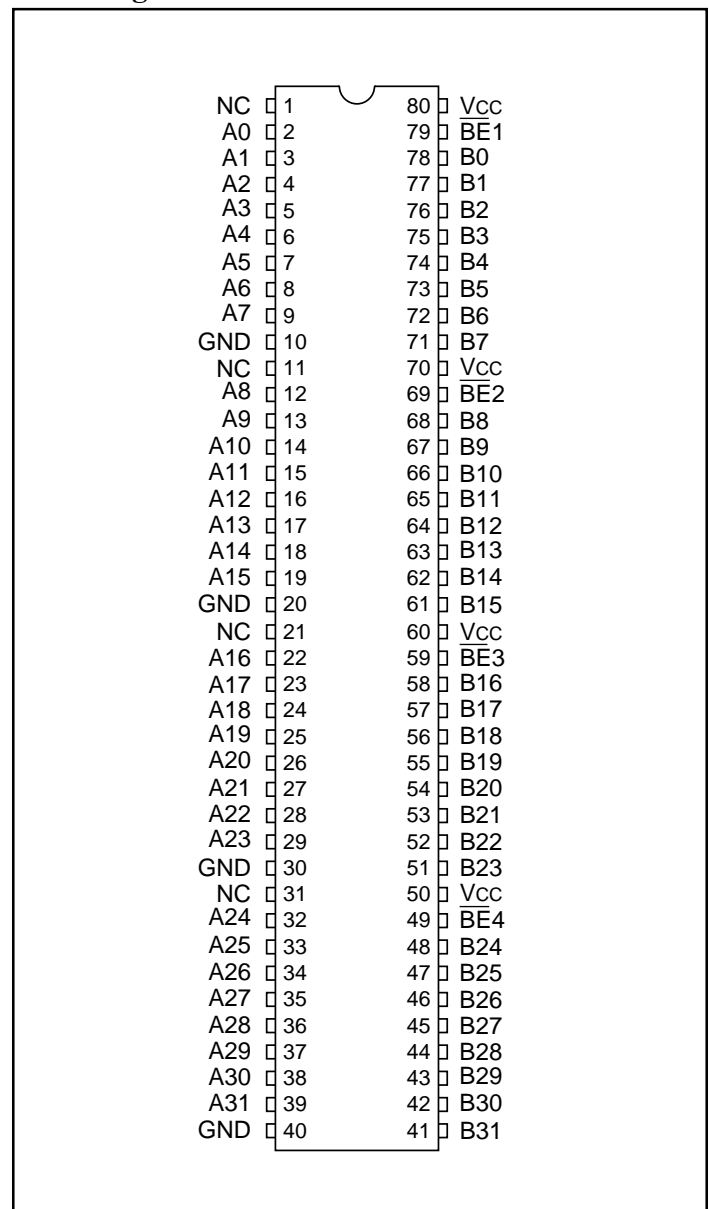 NC 1 80 Vcc
A0 2 79 B̅E̅1
A1 3 78 B0
A2 4 77 B1
A3 5 76 B2
A4 6 75 B3
A5 7 74 B4
A6 8 73 B5
A7 9 72 B6
GND 10 71 B7
NC 11 70 Vcc
A8 12 69 B̅E̅2
A9 13 68 B8
A10 14 67 B9
A11 15 66 B10
A12 16 65 B11
A13 17 64 B12
A14 18 63 B13
A15 19 62 B14
GND 20 61 B15
NC 21 60 Vcc
A16 22 59 B̅E̅3
A17 23 58 B16
A18 24 57 B17
A19 25 56 B18
A20 26 55 B19
A21 27 54 B20
A22 28 53 B21
A23 29 52 B22
GND 30 51 B23
NC 31 50 Vcc
A24 32 49 B̅E̅4
A25 33 48 B24
A26 34 47 B25
A27 35 46 B26
A28 36 45 B27
A29 37 44 B28
A30 38 43 B29
A31 39 42 B30
GND 40 41 B31